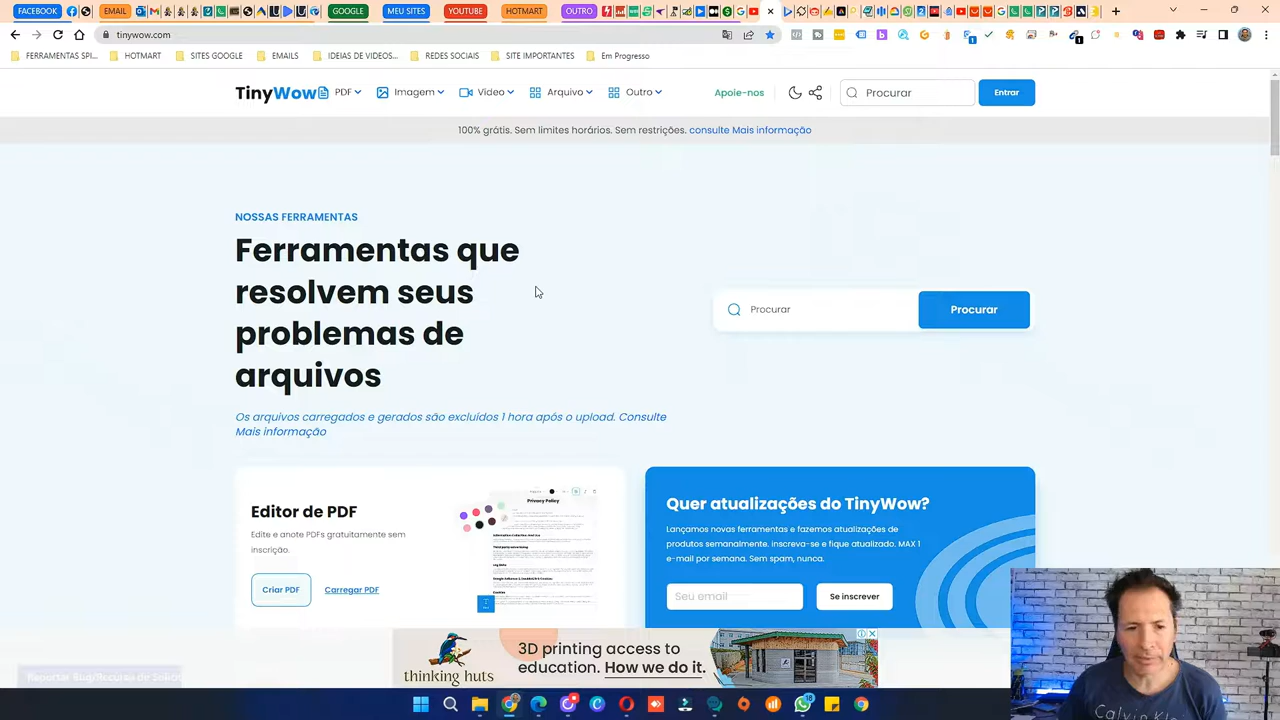 FACEBOOK
EMAIL
GOOGLE
MEU SITES
YOUTUBE
HOTMART
OUTRO
tinywow.com
FERRAMENTAS SPI...
HOTMART
SITES GOOGLE
EMAILS
IDEIAS DE VIDEOS...
REDES SOCIAIS
SITE IMPORTANTES
Em Progresso
TinyWow
PDF
Imagem
Vídeo
Arquivo
Outro
Apoie-nos
Procurar
Entrar
100% grátis. Sem limites horários. Sem restrições. consulte Mais informação
NOSSAS FERRAMENTAS
Ferramentas que
resolvem seus
problemas de
arquivos
Procurar
Procurar
Os arquivos carregados e gerados são excluídos 1 hora após o upload. Consulte
Mais informação
Editor de PDF
Edite e anote PDFs gratuitamente sem
inscrição.
Criar PDF
Carregar PDF
Privacy Policy
Quer atualizações do TinyWow?
Lançamos novas ferramentas e fazemos atualizações de
produtos semanalmente. inscreva-se e fique atualizado. MAX 1
e-mail por semana. Sem spam, nunca.
Seu email
Se inscrever
thinking huts
3D printing access to
education. How we do it.
Calvin Kle